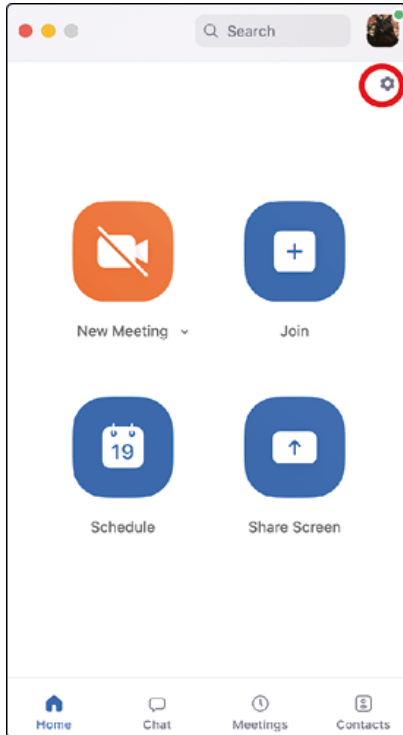 Search
New Meeting
Join
19
Schedule
Share Screen
Home
Chat
Meetings
Contacts